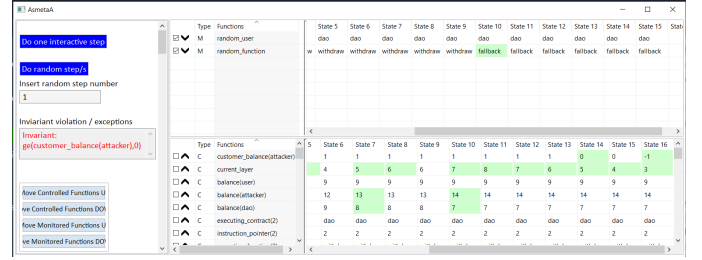 AsmetaA
Do one interactive step
Do random step/s
Insert random step number
1
Inviariant violation / exceptions
Invariant:
ge(customer_balance(attacker),0)
Move Controlled Functions U
ve Controlled Functions DOV
Move Monitored Functions U
ve Monitored Functions DOV
Type Functions State 5 State 6 State 7 State 8 State 9 State 10 State 11 State 12 State 13 State 14 State 15 State
M random_user dao dao dao dao dao dao dao dao dao dao dao
M random_function w withdraw withdraw withdraw withdraw withdraw fallback fallback fallback fallback fallback fallback
Type Functions 5 State 6 State 7 State 8 State 9 State 10 State 11 State 12 State 13 State 14 State 15 State 16
C customer_balance(attacker) 1 1 1 1 1 1 1 1 0 0 -1
C current_layer 4 5 6 6 7 8 7 6 5 4 3
C balance(user) 9 9 9 9 9 9 9 9 9 9 9
C balance(attacker) 12 13 13 13 14 14 14 14 14 14 14
C balance(dao) 9 8 8 8 7 7 7 7 7 7 7
C executing_contract(2) dao dao dao dao dao dao dao dao dao dao dao
C instruction_pointer(2) 2 2 2 2 2 2 2 2 2 2 2